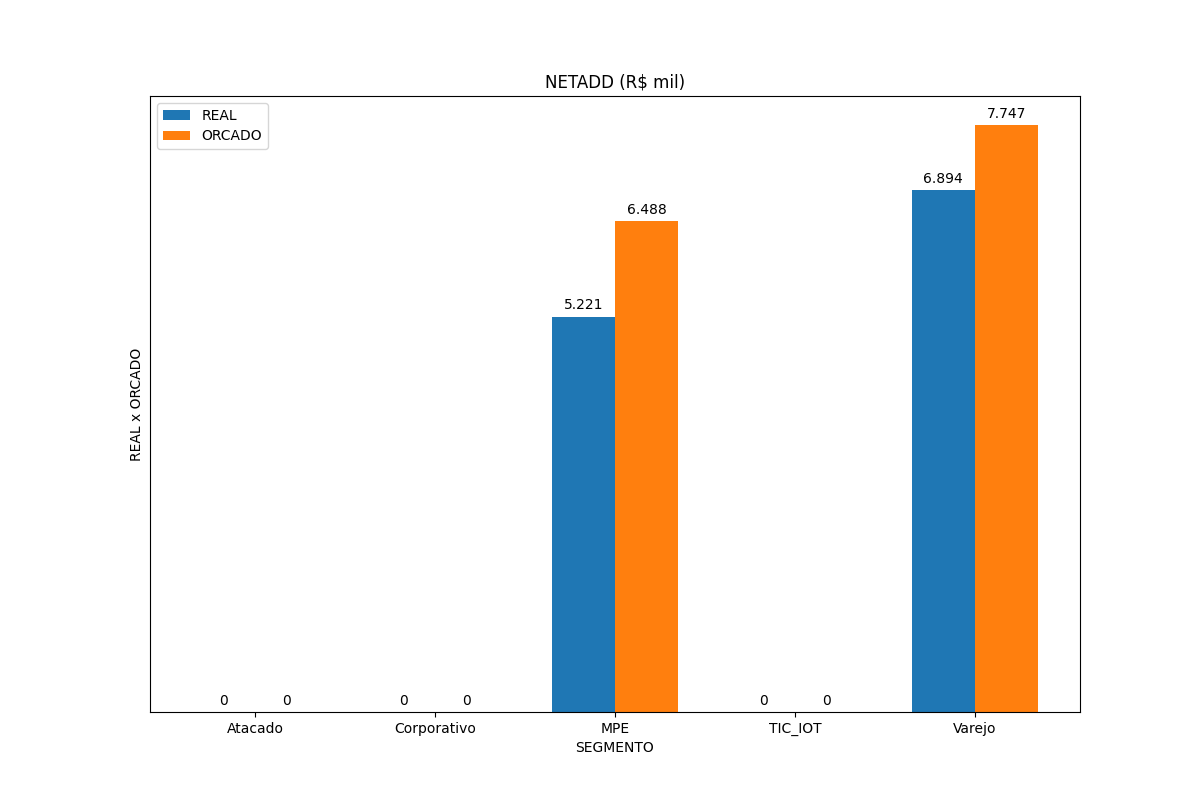 NETADD (R$ mil)
REAL
ORCADO
7.747
6.894
6.488
5.221
REAL x ORCADO
0 0 0 0 0 0
Atacado Corporativo MPE TIC_IOT Varejo
SEGMENTO